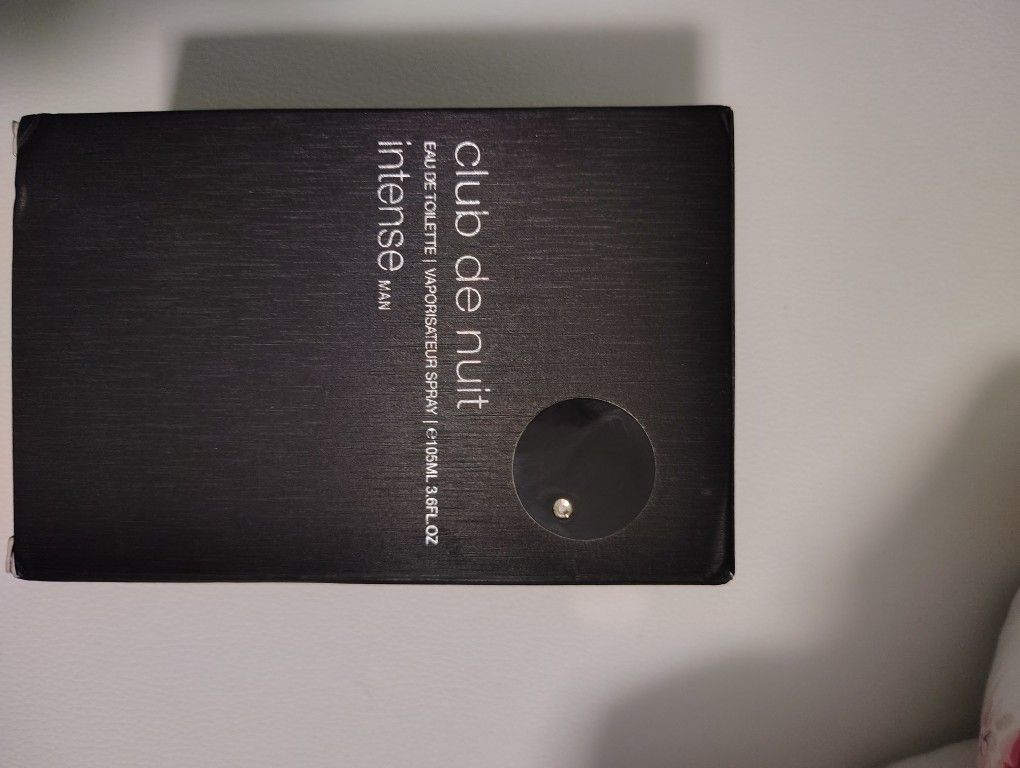 club de nuit
EAU DE TOILETTE | VAPORISATEUR SPRAY | ℮105ML 3.6FL.OZ
intense MAN